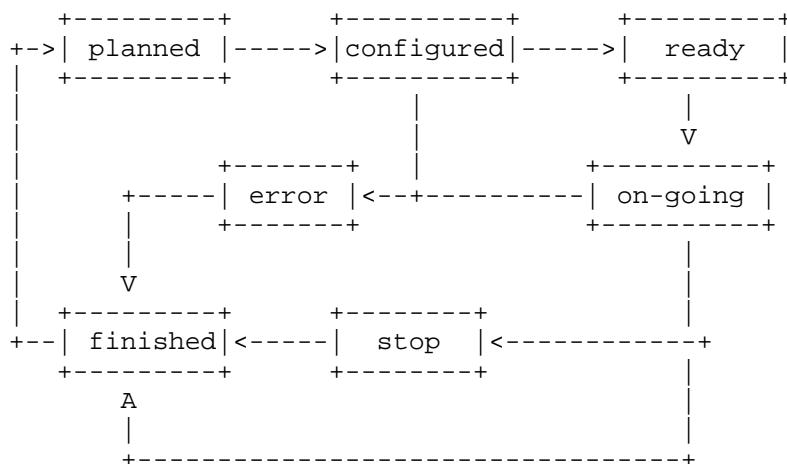 planned configured ready
V
error on-going
V
finished stop
A